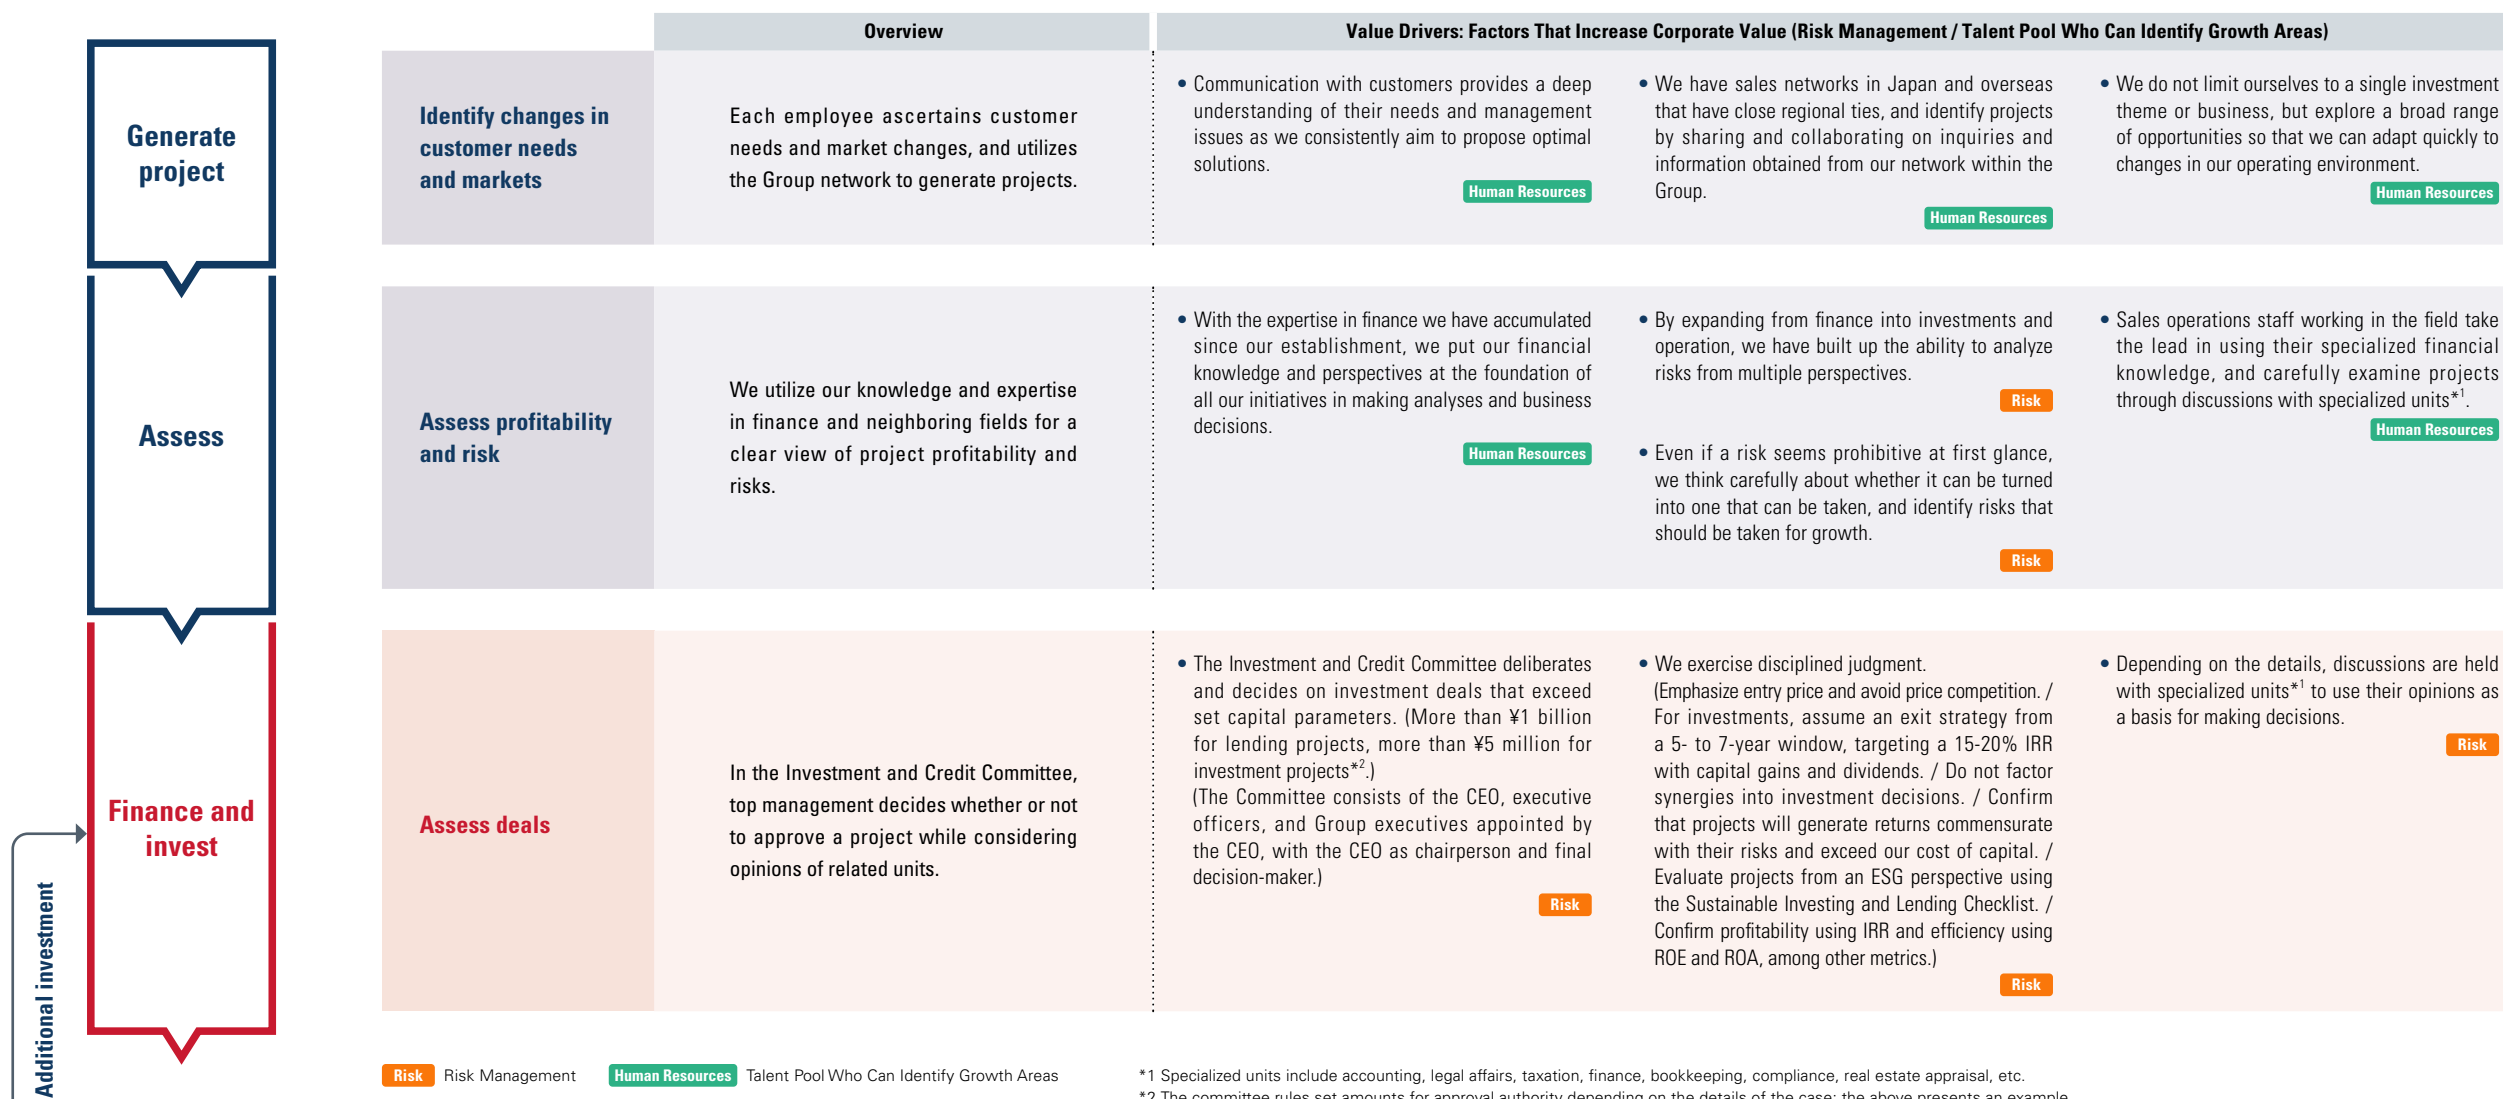 Overview
Value Drivers: Factors That Increase Corporate Value (Risk Management / Talent Pool Who Can Identify Growth Areas)
Generate
project
Identify changes in
customer needs
and markets
Each employee ascertains customer
needs and market changes, and utilizes
the Group network to generate projects.
• Communication with customers provides a deep
understanding of their needs and management
issues as we consistently aim to propose optimal
solutions.
Human Resources
• We have sales networks in Japan and overseas
that have close regional ties, and identify projects
by sharing and collaborating on inquiries and
information obtained from our network within the
Group.
Human Resources
• We do not limit ourselves to a single investment
theme or business, but explore a broad range
of opportunities so that we can adapt quickly to
changes in our operating environment.
Human Resources
Assess
Assess profitability
and risk
We utilize our knowledge and expertise
in finance and neighboring fields for a
clear view of project profitability and
risks.
• With the expertise in finance we have accumulated
since our establishment, we put our financial
knowledge and perspectives at the foundation of
all our initiatives in making analyses and business
decisions.
Human Resources
• By expanding from finance into investments and
operation, we have built up the ability to analyze
risks from multiple perspectives.
Risk
• Even if a risk seems prohibitive at first glance,
we think carefully about whether it can be turned
into one that can be taken, and identify risks that
should be taken for growth.
Risk
• Sales operations staff working in the field take
the lead in using their specialized financial
knowledge, and carefully examine projects
through discussions with specialized units*1.
Human Resources
Finance and
invest
Additional investment
Assess deals
In the Investment and Credit Committee,
top management decides whether or not
to approve a project while considering
opinions of related units.
• The Investment and Credit Committee deliberates
and decides on investment deals that exceed
set capital parameters. (More than ¥1 billion
for lending projects, more than ¥5 million for
investment projects*2.)
(The Committee consists of the CEO, executive
officers, and Group executives appointed by
the CEO, with the CEO as chairperson and final
decision-maker.)
Risk
• We exercise disciplined judgment.
(Emphasize entry price and avoid price competition. /
For investments, assume an exit strategy from
a 5- to 7-year window, targeting a 15-20% IRR
with capital gains and dividends. / Do not factor
synergies into investment decisions. / Confirm
that projects will generate returns commensurate
with their risks and exceed our cost of capital. /
Evaluate projects from an ESG perspective using
the Sustainable Investing and Lending Checklist. /
Confirm profitability using IRR and efficiency using
ROE and ROA, among other metrics.)
Risk
• Depending on the details, discussions are held
with specialized units*1 to use their opinions as
a basis for making decisions.
Risk
Risk Risk Management Human Resources Talent Pool Who Can Identify Growth Areas
*1 Specialized units include accounting, legal affairs, taxation, finance, bookkeeping, compliance, real estate appraisal, etc.
*2 The committee rules set amounts for approval authority depending on the details of the case; the above presents an example.